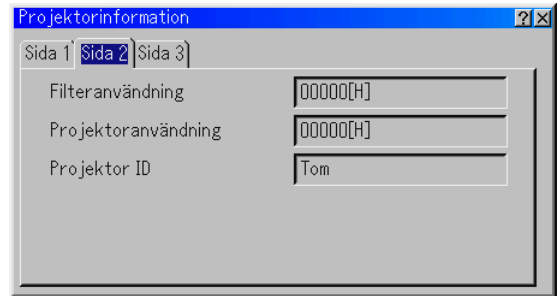 Projektorinformation
Sida 1 Sida 2 Sida 3
Filteranvändning 00000[H]
Projektoranvändning 00000[H]
Projektor ID Tom